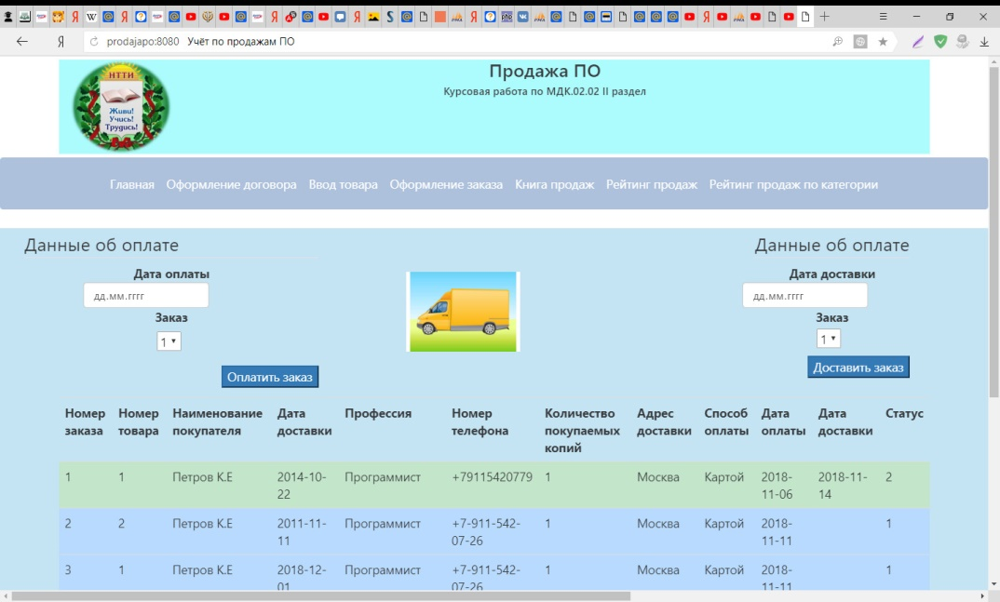 prodajapo:8080 Учёт по продажам ПО
НТТИ
Живи!
Учись!
Трудись!
Продажа ПО
Курсовая работа по МДК.02.02 II раздел
Главная Оформление договора Ввод товара Оформление заказа Книга продаж Рейтинг продаж Рейтинг продаж по категории
Данные об оплате
Дата оплаты
дд.мм.гггг
Заказ
1
Оплатить заказ
Данные об оплате
Дата доставки
дд.мм.гггг
Заказ
1
Доставить заказ
Номер заказа Номер товара Наименование покупателя Дата доставки Профессия Номер телефона Количество покупаемых копий Адрес доставки Способ оплаты Дата оплаты Дата доставки Статус
1 1 Петров К.Е 2014-10-22 Программист +79115420779 1 Москва Картой 2018-11-06 2018-11-14 2
2 2 Петров К.Е 2011-11-11 Программист +7-911-542-07-26 1 Москва Картой 2018-11-11 1
3 1 Петров К.Е 2018-12-01 Программист +7-911-542-07-26 1 Москва Картой 2018-11-11 1